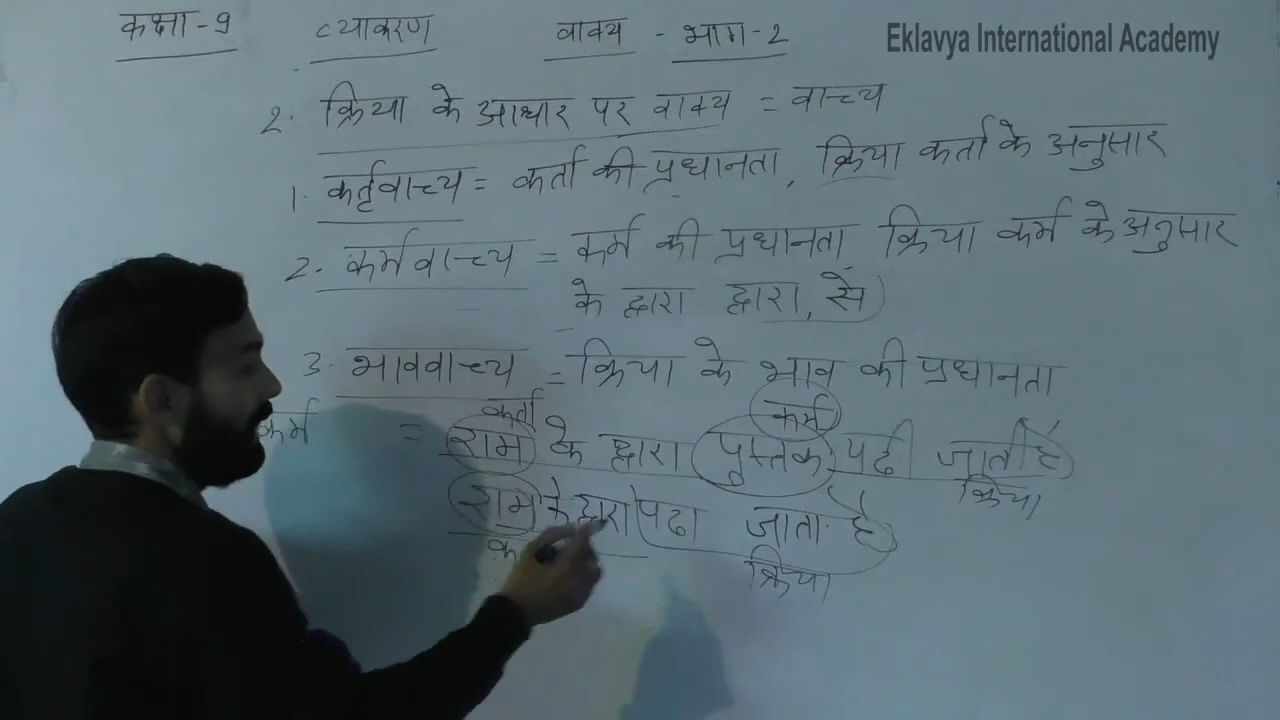 कक्षा-9 व्याकरण वाक्य - भाग-2
Eklavya International Academy
2. क्रिया के आधार पर वाक्य = वाच्य
1. कर्तृवाच्य = कर्ता की प्रधानता, क्रिया कर्ता के अनुसार
2. कर्मवाच्य = कर्म की प्रधानता क्रिया कर्म के अनुसार
के द्वारा द्वारा, से)
3. भाववाच्य = क्रिया के भाव की प्रधानता
कर्ता कर्म
कर्म = राम के द्वारा पुस्तक पढी जाती है
क्रिया
राम के द्वारा पढा जाता है
क्रिया